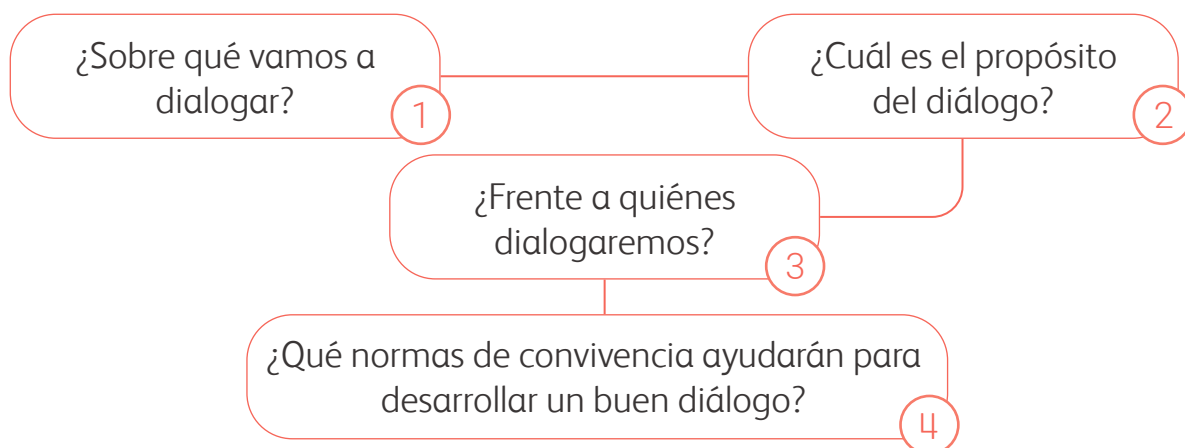 ¿Sobre qué vamos a
dialogar?
1
¿Cuál es el propósito
del diálogo?
2
¿Frente a quiénes
dialogaremos?
3
¿Qué normas de convivencia ayudarán para
desarrollar un buen diálogo?
4